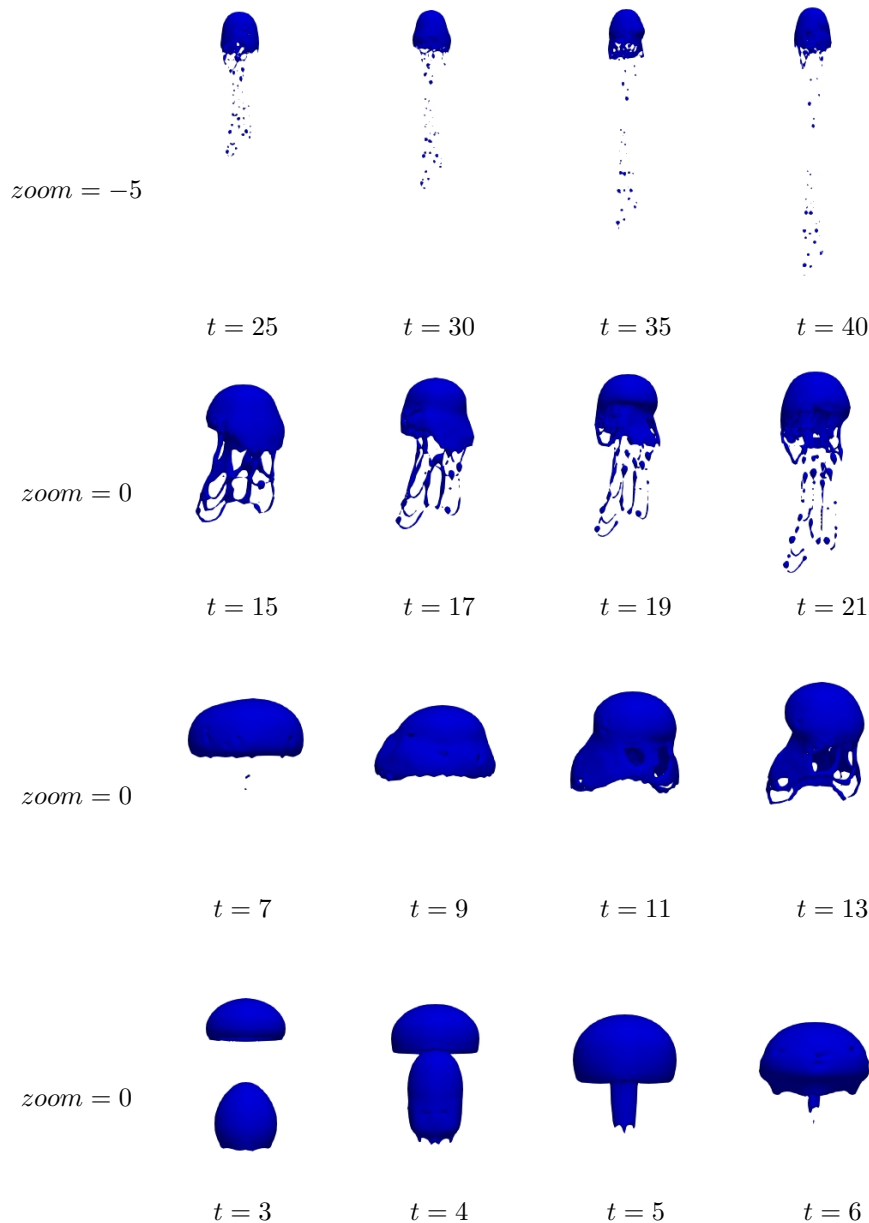 zoom = −5
t = 25 t = 30 t = 35 t = 40
zoom = 0
t = 15 t = 17 t = 19 t = 21
zoom = 0
t = 7 t = 9 t = 11 t = 13
zoom = 0
t = 3 t = 4 t = 5 t = 6